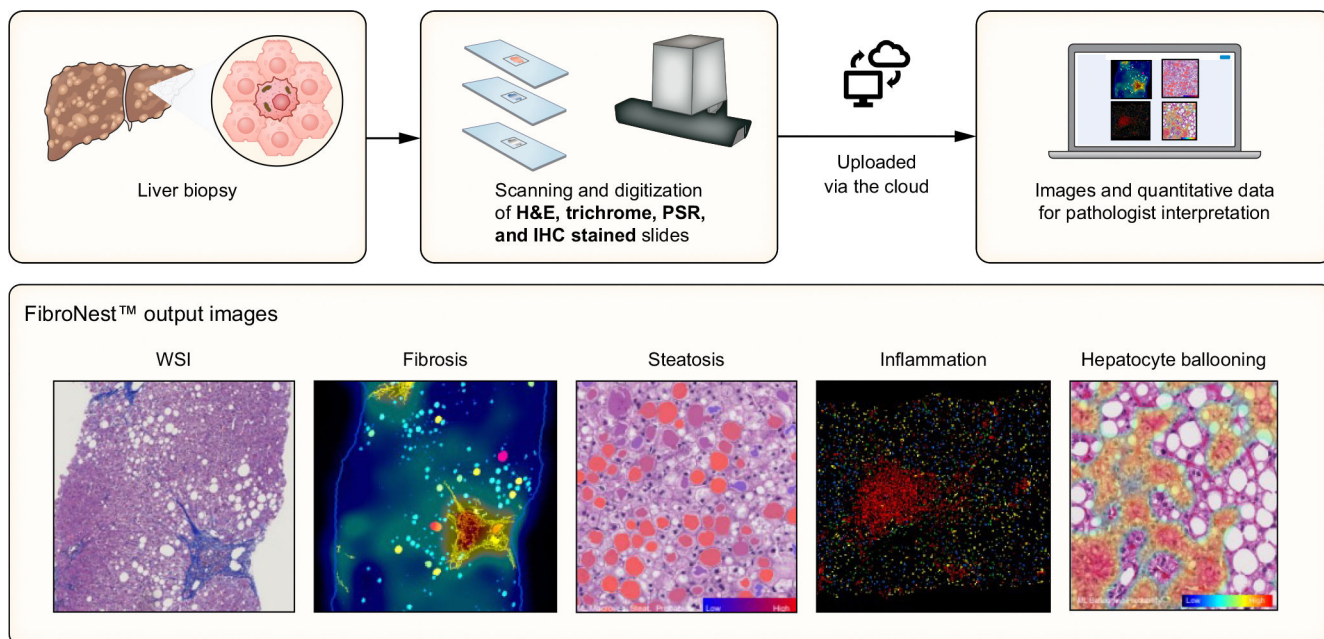 Liver biopsy
Scanning and digitization
of H&E, trichrome, PSR,
and IHC stained slides
Uploaded
via the cloud
Images and quantitative data
for pathologist interpretation
FibroNest™ output images
WSI
Fibrosis
Steatosis
Inflammation
Hepatocyte ballooning
Low
High
Low
High